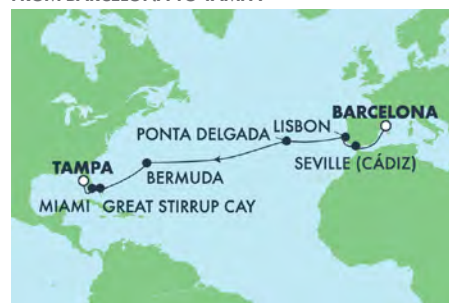 FROM BARCELONA TO TAMPA
BARCELONA
LISBON
PONTA DELGADA
SEVILLE (CÁDIZ)
TAMPA
BERMUDA
MIAMI
GREAT STIRRUP CAY